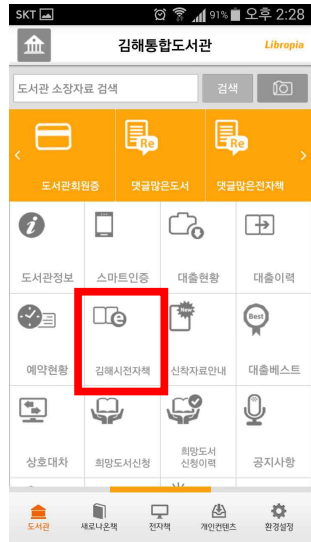 SKT 91% 오후 2:28
김해통합도서관 Libropia
도서관 소장자료 검색 검색
도서관회원증 댓글많은도서 댓글많은전자책
Re Re
도서관정보 스마트인증 대출현황 대출이력
예약현황 김해시전자책 신착자료안내 대출베스트
New Best
상호대차 희망도서신청 희망도서
신청이력 공지사항
도서관 새로나온책 전자책 개인컨텐츠 환경설정